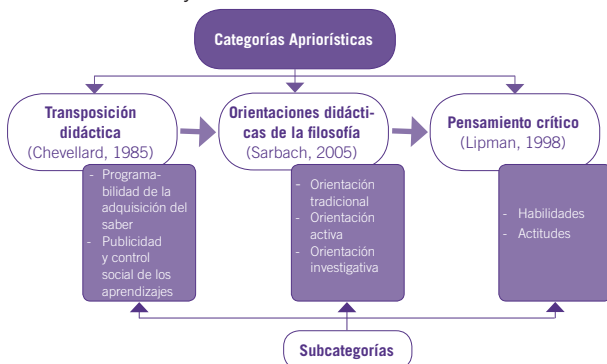 Categorías Apriorísticas
Transposición
didáctica
(Chevellard, 1985)
Orientaciones didácti-
cas de la filosofía
(Sarbach, 2005)
Pensamiento crítico
(Lipman, 1998)
- Programa-
bilidad de la
adquisición del
saber
- Publicidad
y control
social de los
aprendizajes
- Orientación
tradicional
- Orientación
activa
- Orientación
investigativa
- Habilidades
- Actitudes
Subcategorías